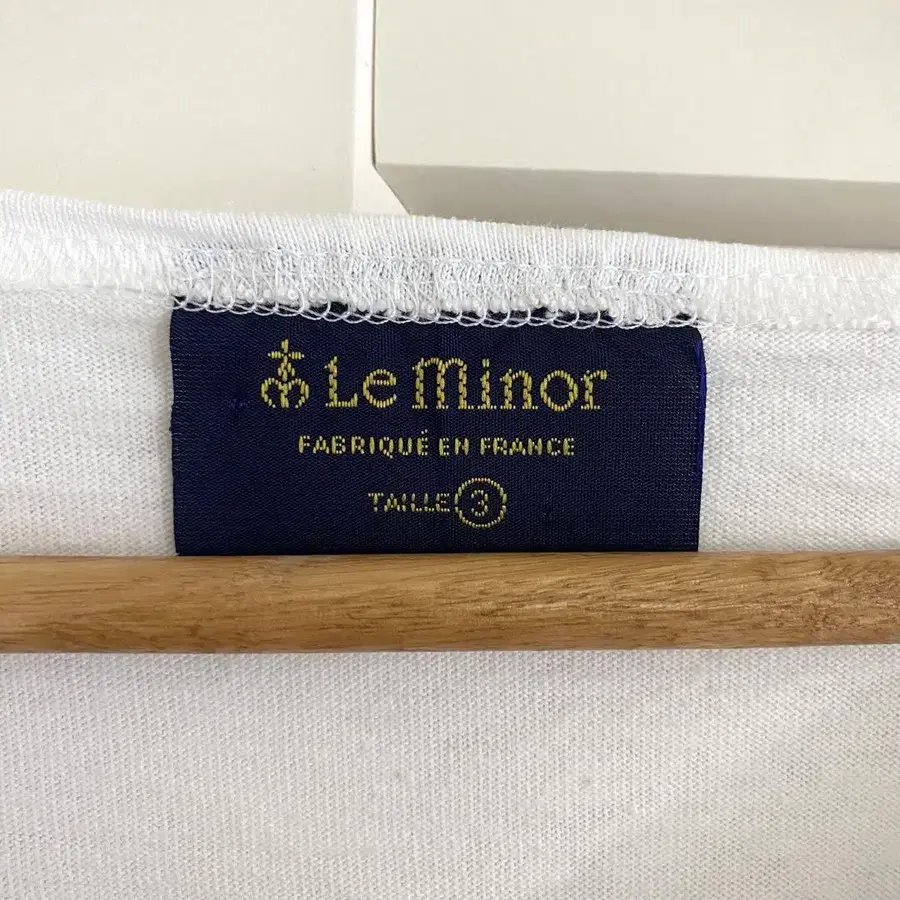 Le Minor
FABRIQUÉ EN FRANCE
TAILLE 3